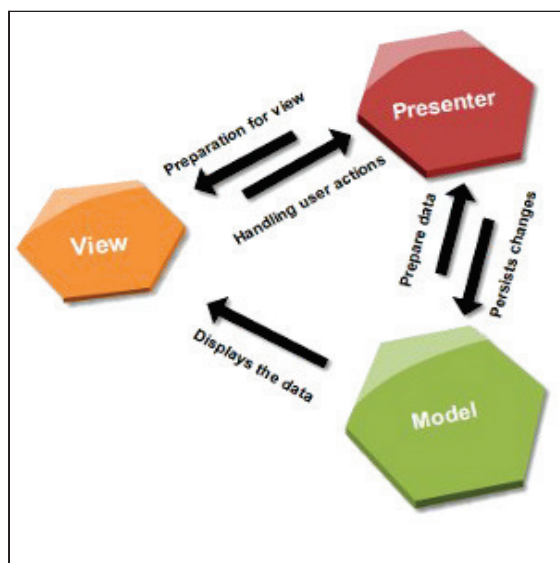 Presenter
Preparation for view
Handling user actions
View
Prepare data
Persists changes
Displays the data
Model